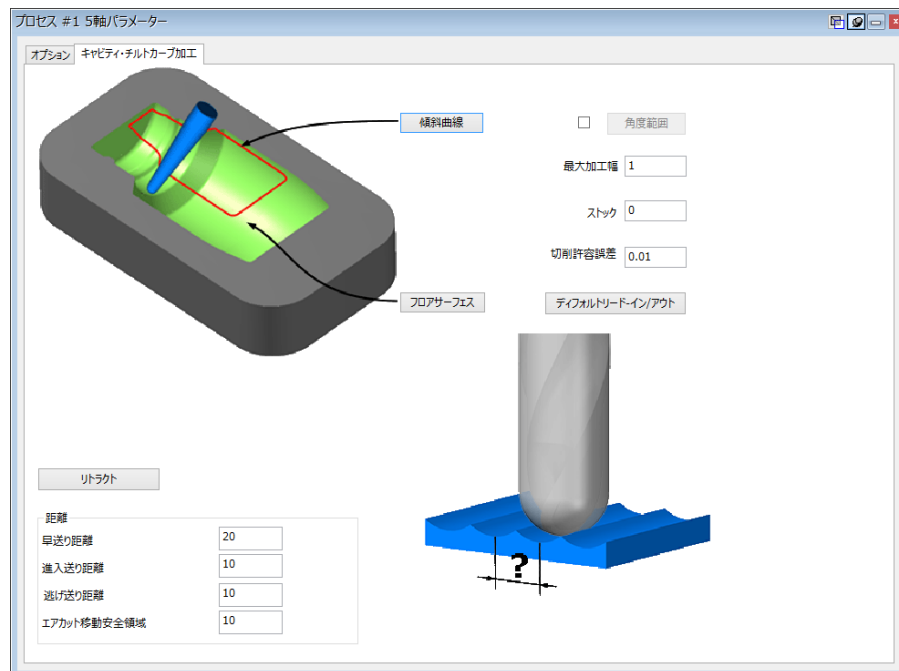 プロセス #1 5軸パラメーター
オプション
キャビティ・チルトカーブ加工
傾斜曲線
角度範囲
最大加工幅 1
ストック 0
切削許容誤差 0.01
フロアサーフェス
ディフォルトリード-イン/アウト
リトラクト
?
距離
早送り距離 20
進入送り距離 10
逃げ送り距離 10
エアカット移動安全領域 10